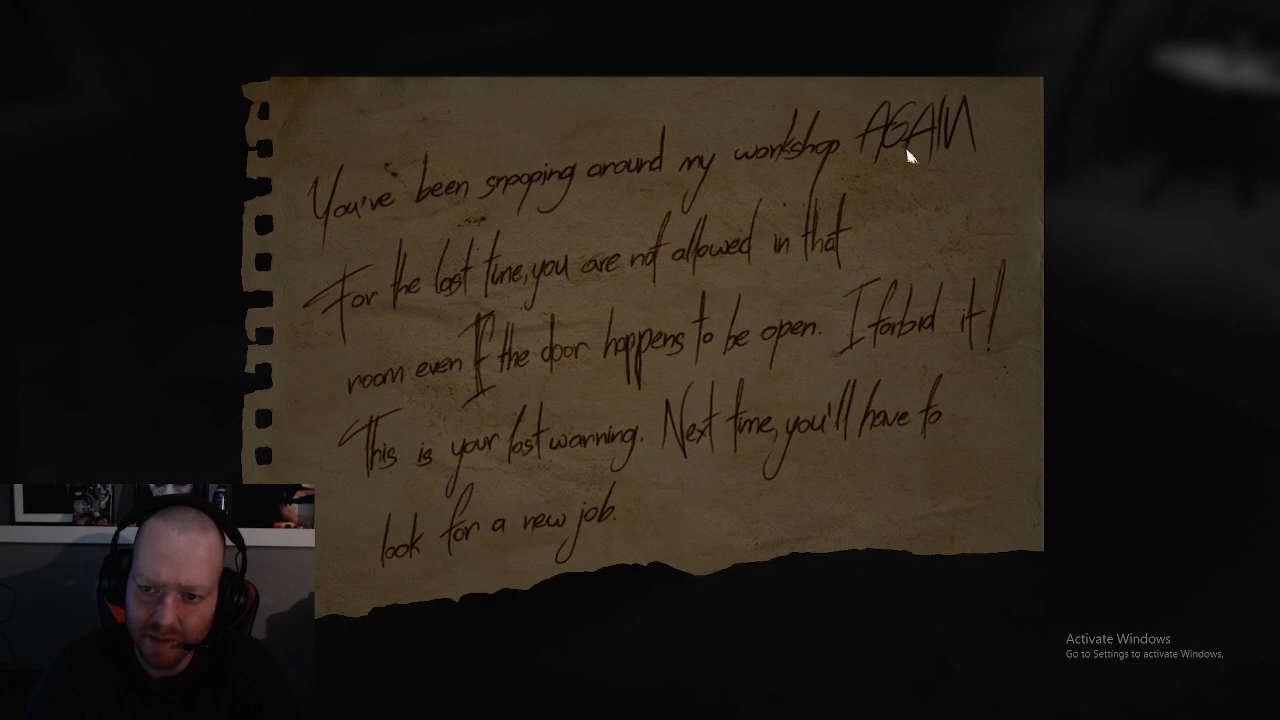 You've been snooping around my workshop AGAIN
For the last time, you are not allowed in that
room even If the door happens to be open. I forbid it!
This is your last warning. Next time, you'll have to
look for a new job.
Activate Windows
Go to Settings to activate Windows.